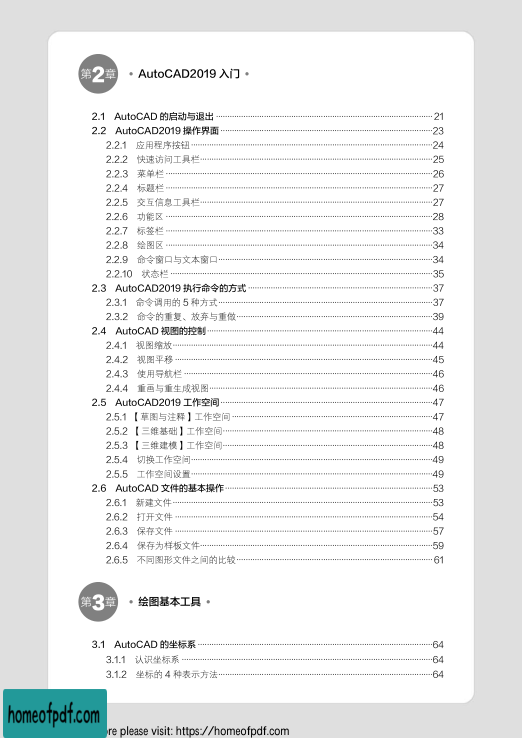 第2章 • AutoCAD2019 入门 •
2.1 AutoCAD 的启动与退出 21
2.2 AutoCAD2019 操作界面 23
2.2.1 应用程序按钮 24
2.2.2 快速访问工具栏 25
2.2.3 菜单栏 26
2.2.4 标题栏 27
2.2.5 交互信息工具栏 27
2.2.6 功能区 28
2.2.7 标签栏 33
2.2.8 绘图区 34
2.2.9 命令窗口与文本窗口 34
2.2.10 状态栏 35
2.3 AutoCAD2019 执行命令的方式 37
2.3.1 命令调用的 5 种方式 37
2.3.2 命令的重复、放弃与重做 39
2.4 AutoCAD 视图的控制 44
2.4.1 视图缩放 44
2.4.2 视图平移 45
2.4.3 使用导航栏 46
2.4.4 重画与重生成视图 46
2.5 AutoCAD2019 工作空间 47
2.5.1 【草图与注释】工作空间 47
2.5.2 【三维基础】工作空间 48
2.5.3 【三维建模】工作空间 48
2.5.4 切换工作空间 49
2.5.5 工作空间设置 49
2.6 AutoCAD 文件的基本操作 53
2.6.1 新建文件 53
2.6.2 打开文件 54
2.6.3 保存文件 57
2.6.4 保存为样板文件 59
2.6.5 不同图形文件之间的比较 61
第3章 • 绘图基本工具 •
3.1 AutoCAD 的坐标系 64
3.1.1 认识坐标系 64
3.1.2 坐标的 4 种表示方法 64
homeofpdf.com
re please visit: https://homeofpdf.com